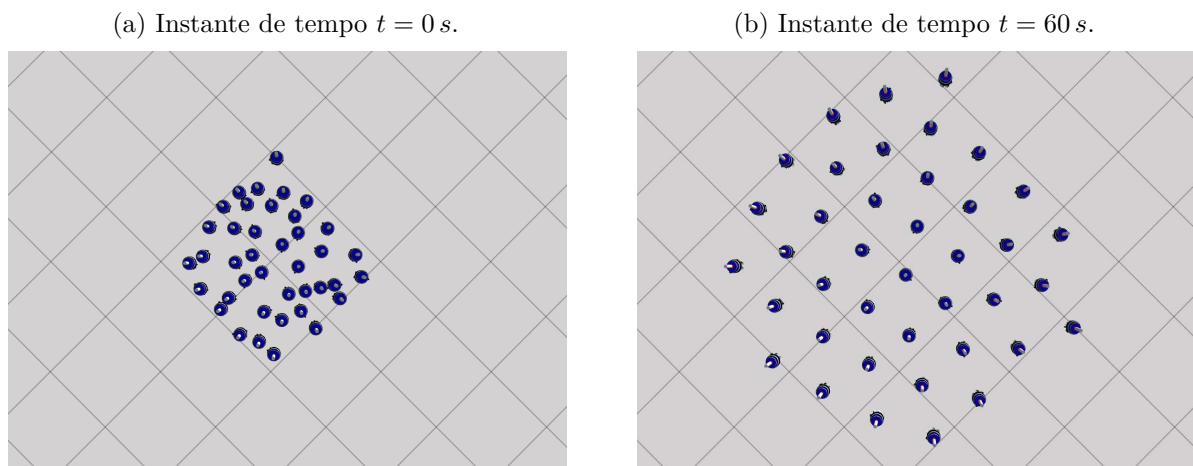 (a) Instante de tempo t = 0 s.
(b) Instante de tempo t = 60 s.